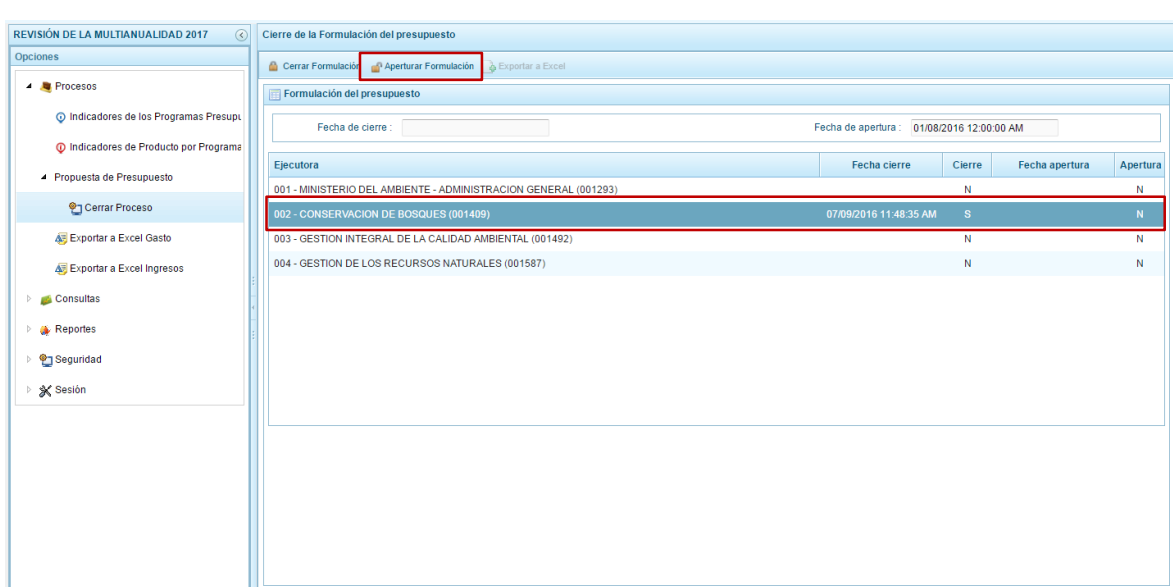 REVISIÓN DE LA MULTIANUALIDAD 2017
Opciones
Procesos
Indicadores de los Programas Presupu
Indicadores de Producto por Programa
Propuesta de Presupuesto
Cerrar Proceso
Exportar a Excel Gasto
Exportar a Excel Ingresos
Consultas
Reportes
Seguridad
Sesión
Cierre de la Formulación del presupuesto
Cerrar Formulación Aperturar Formulación Exportar a Excel
Formulación del presupuesto
Fecha de cierre : Fecha de apertura : 01/08/2016 12:00:00 AM
Ejecutora Fecha cierre Cierre Fecha apertura Apertura
001 - MINISTERIO DEL AMBIENTE - ADMINISTRACION GENERAL (001293) N N
002 - CONSERVACION DE BOSQUES (001409) 07/09/2016 11:48:35 AM S N
003 - GESTION INTEGRAL DE LA CALIDAD AMBIENTAL (001492) N N
004 - GESTION DE LOS RECURSOS NATURALES (001587) N N